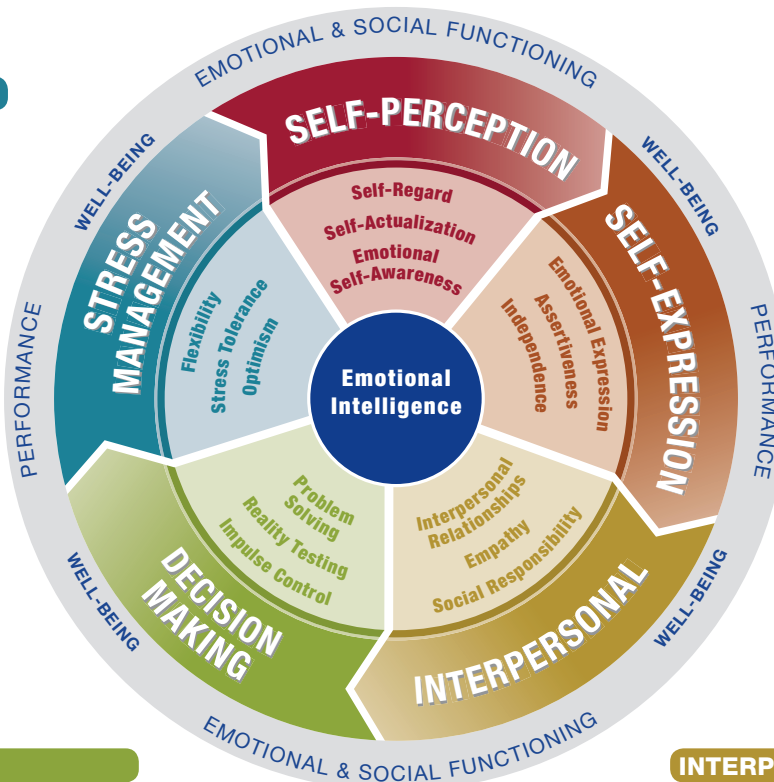 EMOTIONAL & SOCIAL FUNCTIONING
WELL-BEING
WELL-BEING
PERFORMANCE
PERFORMANCE
SELF-PERCEPTION
Self-Regard
Self-Actualization
Emotional
Self-Awareness
SELF-EXPRESSION
Emotional Expression
Assertiveness
Independence
STRESS
MANAGEMENT
Flexibility
Stress Tolerance
Optimism
Emotional
Intelligence
INTERPERSONAL
Interpersonal
Relationships
Empathy
Social Responsibility
DECISION
MAKING
Problem
Solving
Reality Testing
Impulse Control
WELL-BEING
WELL-BEING
EMOTIONAL & SOCIAL FUNCTIONING
INTERP